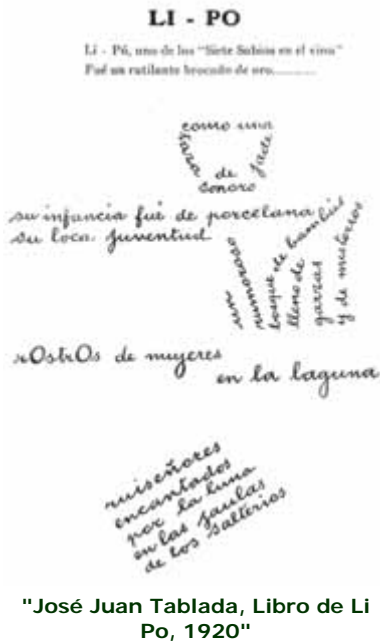 LI - PO
Li - Pó, uno de los "Siete Sabios en el vino"
Fué un rutilante brocado de oro............
como una
taza de jade
sonoro
su infancia fué de porcelana
su loca juventud
un rumoroso
bosque de bambús
lleno de
garzas
y de misterios
rOstrOs de mujeres
en la laguna
ruiseñores
encantados
por la luna
en las jaulas
de los salterios
"José Juan Tablada, Libro de Li
Po, 1920"